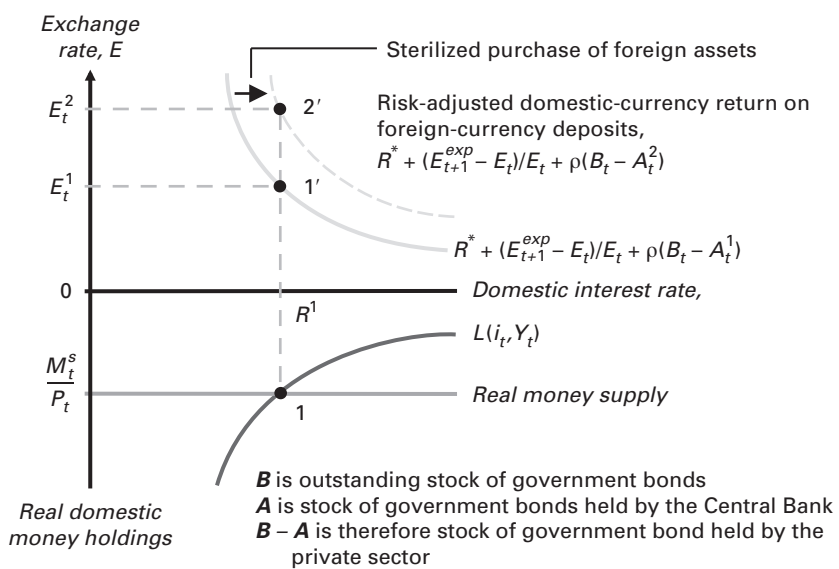 Exchange
rate, E
Sterilized purchase of foreign assets
E_t^2
2′
Risk-adjusted domestic-currency return on
foreign-currency deposits,
R^* + (E_{t+1}^{exp} – E_t)/E_t + ρ(B_t – A_t^2)
E_t^1
1′
R^* + (E_{t+1}^{exp} – E_t)/E_t + ρ(B_t – A_t^1)
0
Domestic interest rate,
R^1
L(i_t,Y_t)
M_t^s
P_t
1
Real money supply
B is outstanding stock of government bonds
A is stock of government bonds held by the Central Bank
B – A is therefore stock of government bond held by the
private sector
Real domestic
money holdings